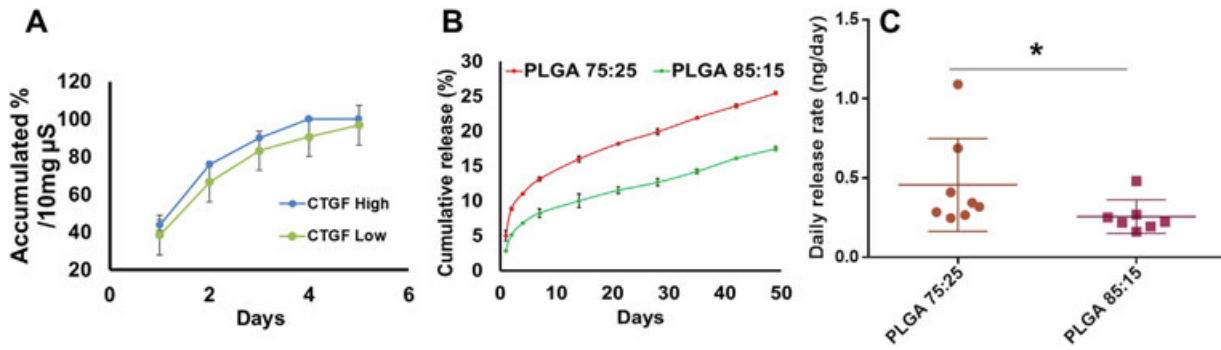 A
Accumulated %
/10mg µS
120
100
80
60
40
20
0
2
4
6
Days
CTGF High
CTGF Low
B
Cumulative release (%)
30
25
20
15
10
5
0
0
10
20
30
40
50
Days
PLGA 75:25
PLGA 85:15
C
Daily release rate (ng/day)
1.5
1.0
0.5
0.0
*
PLGA 75:25
PLGA 85:15